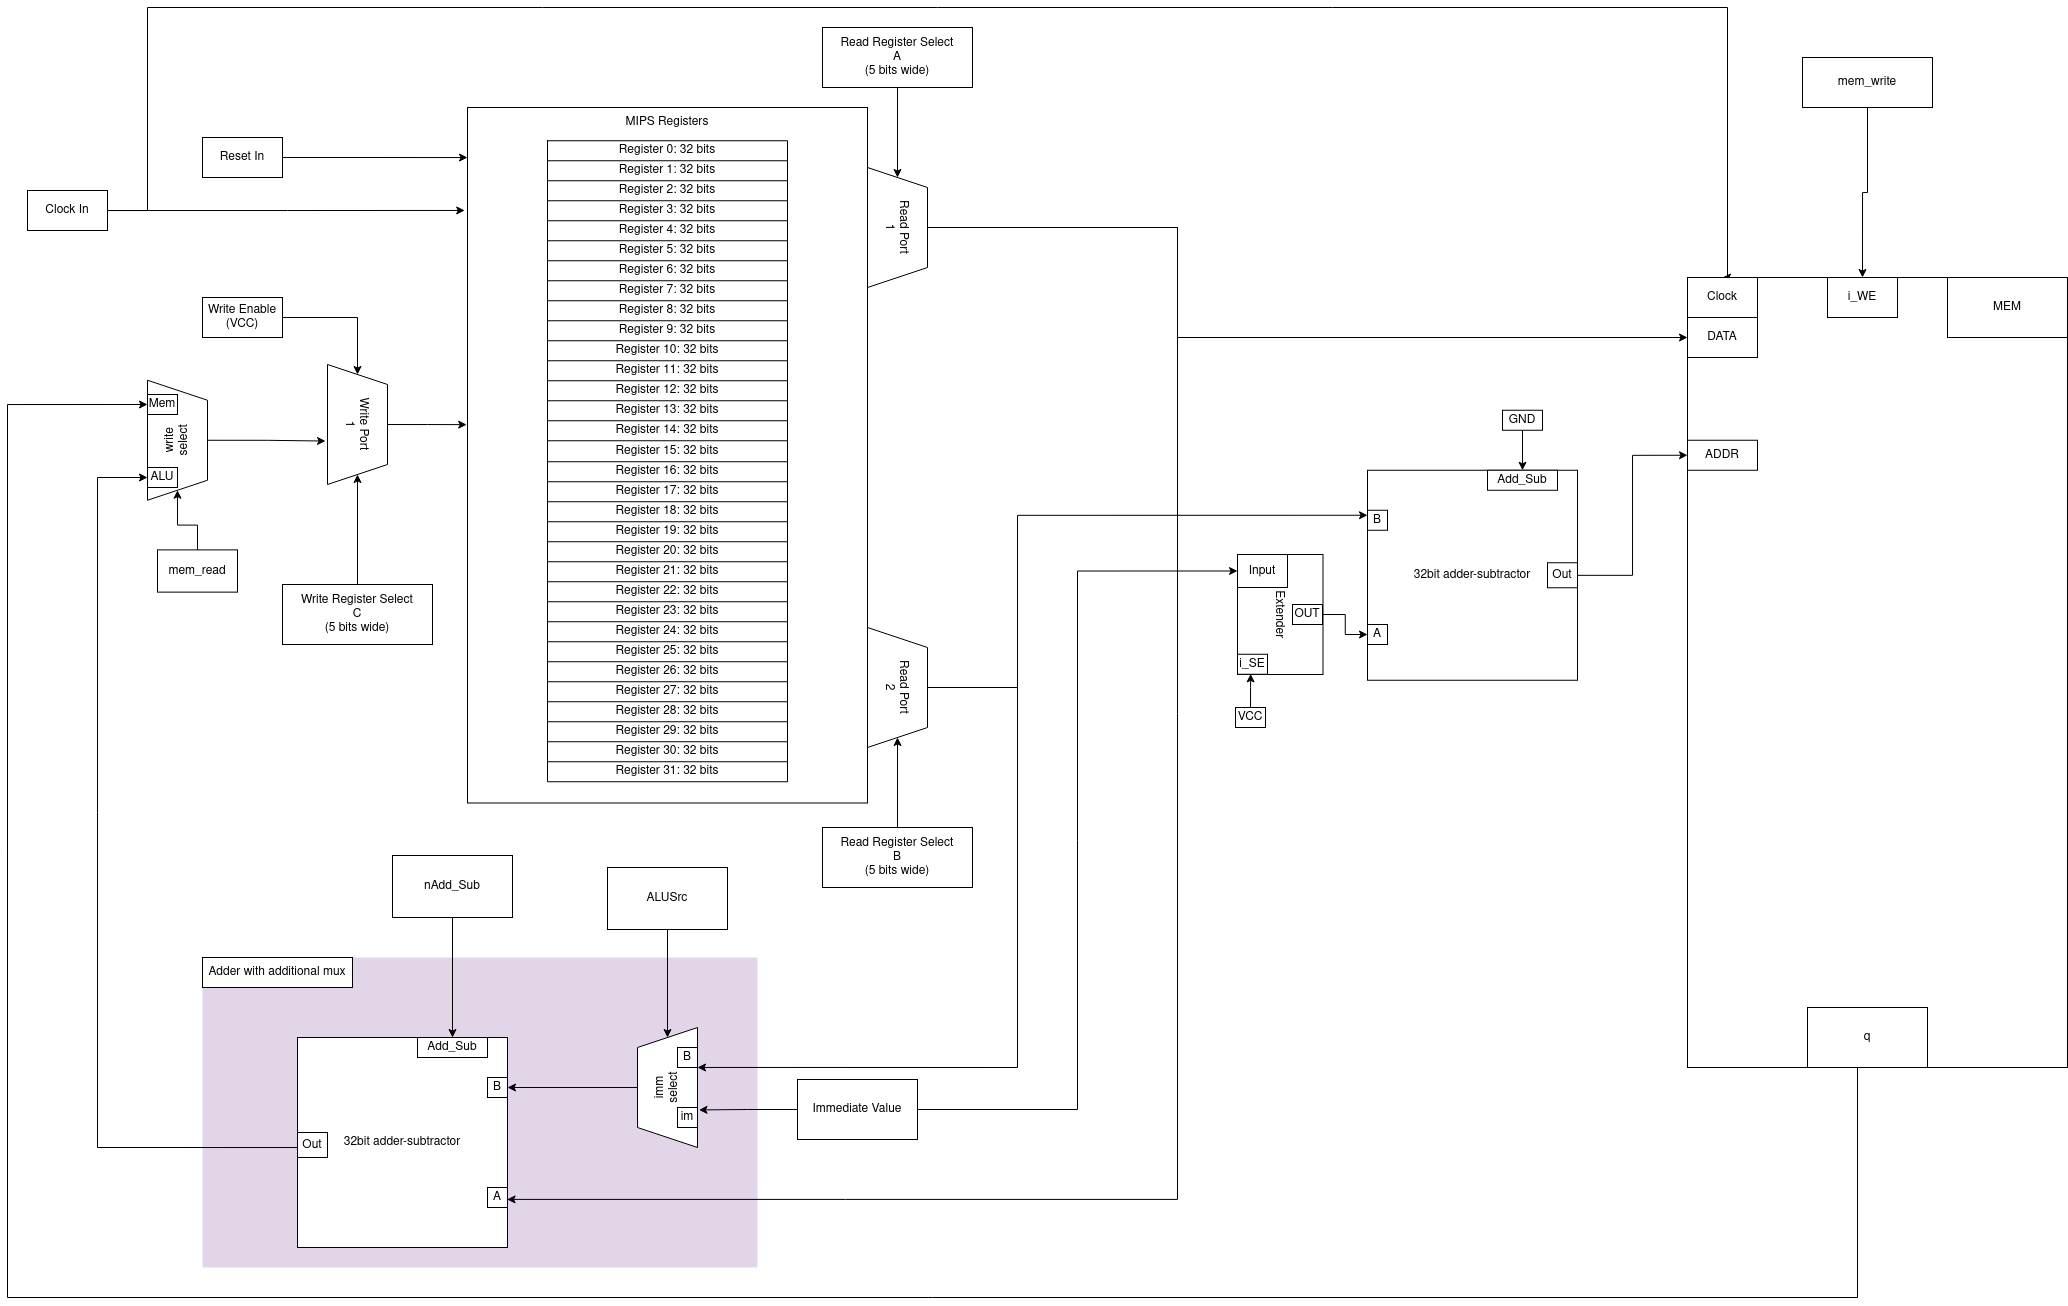 Read Register Select
A
(5 bits wide)
mem_write
MIPS Registers
Reset In
Clock In
Register 0: 32 bits
Register 1: 32 bits
Register 2: 32 bits
Register 3: 32 bits
Register 4: 32 bits
Register 5: 32 bits
Register 6: 32 bits
Register 7: 32 bits
Register 8: 32 bits
Register 9: 32 bits
Register 10: 32 bits
Register 11: 32 bits
Register 12: 32 bits
Register 13: 32 bits
Register 14: 32 bits
Register 15: 32 bits
Register 16: 32 bits
Register 17: 32 bits
Register 18: 32 bits
Register 19: 32 bits
Register 20: 32 bits
Register 21: 32 bits
Register 22: 32 bits
Register 23: 32 bits
Register 24: 32 bits
Register 25: 32 bits
Register 26: 32 bits
Register 27: 32 bits
Register 28: 32 bits
Register 29: 32 bits
Register 30: 32 bits
Register 31: 32 bits
Read Port
1
Write Enable
(VCC)
Write Port
1
Mem
write
select
ALU
mem_read
Write Register Select
C
(5 bits wide)
Read Port
2
Read Register Select
B
(5 bits wide)
Clock
i_WE
MEM
DATA
ADDR
GND
Add_Sub
B
32bit adder-subtractor
Out
A
Input
Extender
OUT
i_SE
VCC
nAdd_Sub
ALUSrc
Adder with additional mux
Add_Sub
B
Out
32bit adder-subtractor
A
B
imm
select
im
Immediate Value
q